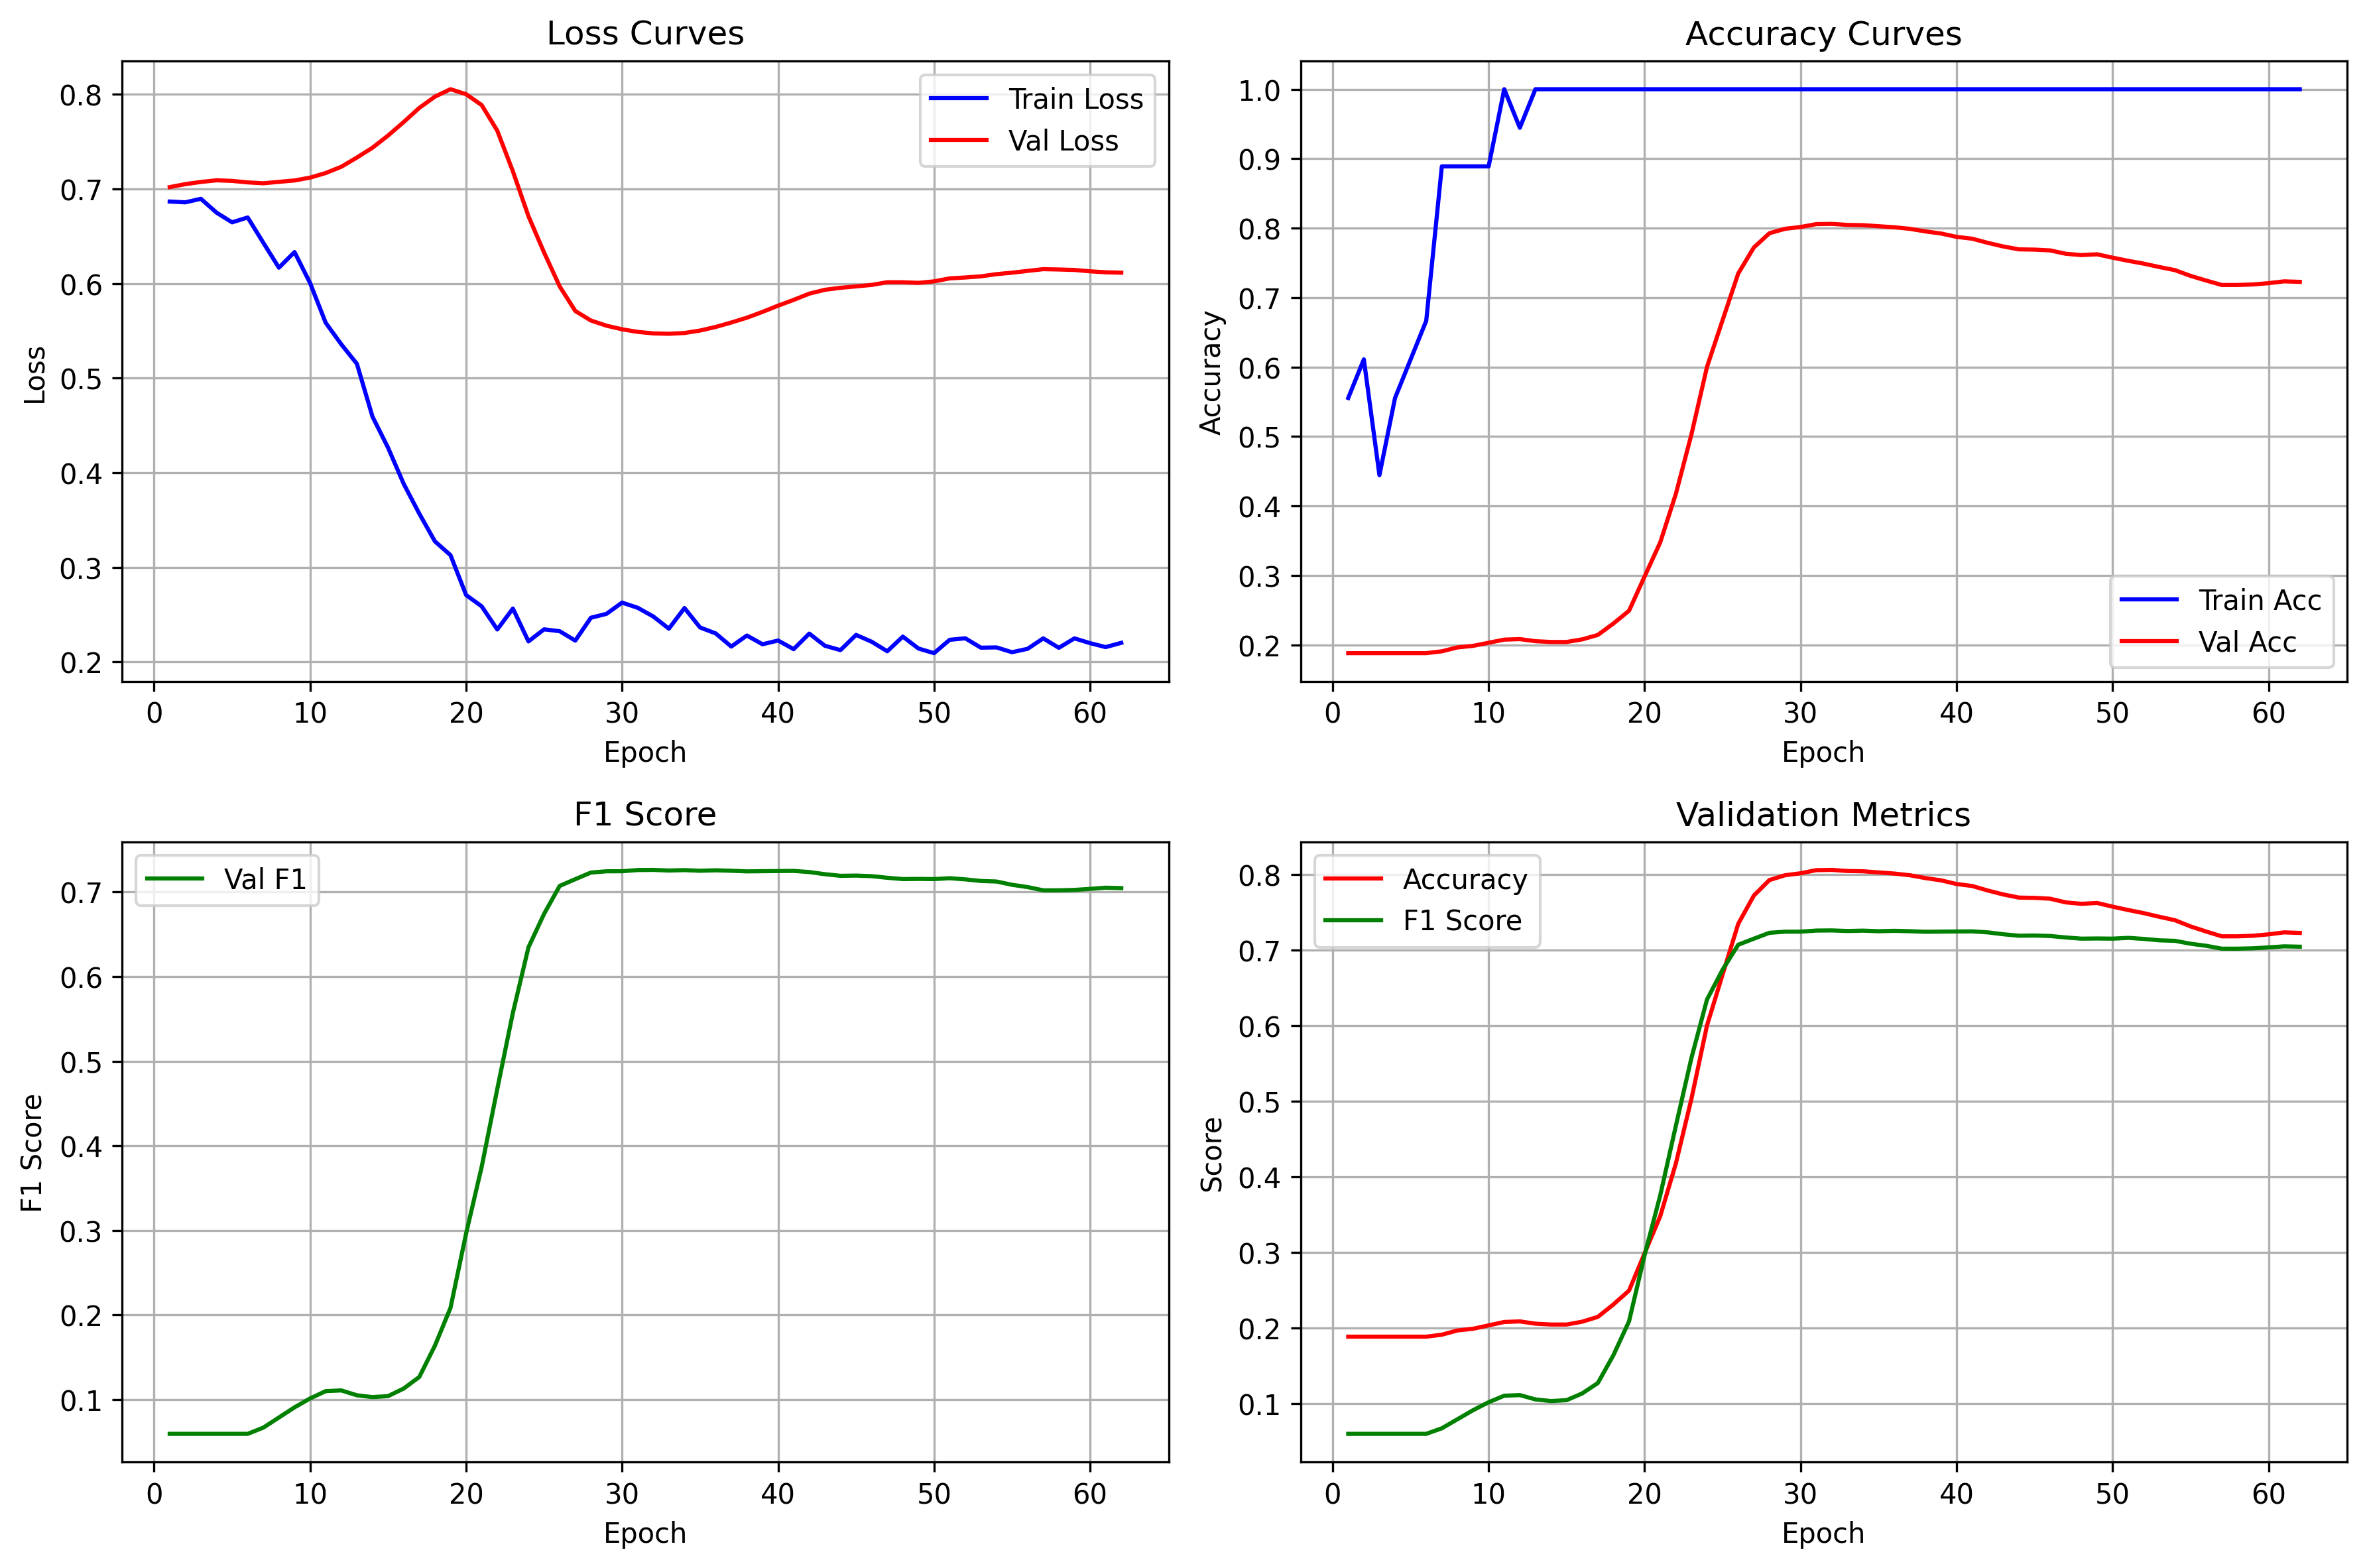 Loss Curves
0.8
0.7
0.6
0.5
0.4
0.3
0.2
Loss
Train Loss
Val Loss
0 10 20 30 40 50 60
Epoch
Accuracy Curves
1.0
0.9
0.8
0.7
0.6
0.5
0.4
0.3
0.2
Accuracy
Train Acc
Val Acc
0 10 20 30 40 50 60
Epoch
F1 Score
Val F1
0.7
0.6
0.5
0.4
0.3
0.2
0.1
F1 Score
0 10 20 30 40 50 60
Epoch
Validation Metrics
Accuracy
F1 Score
0.8
0.7
0.6
0.5
0.4
0.3
0.2
0.1
Score
0 10 20 30 40 50 60
Epoch